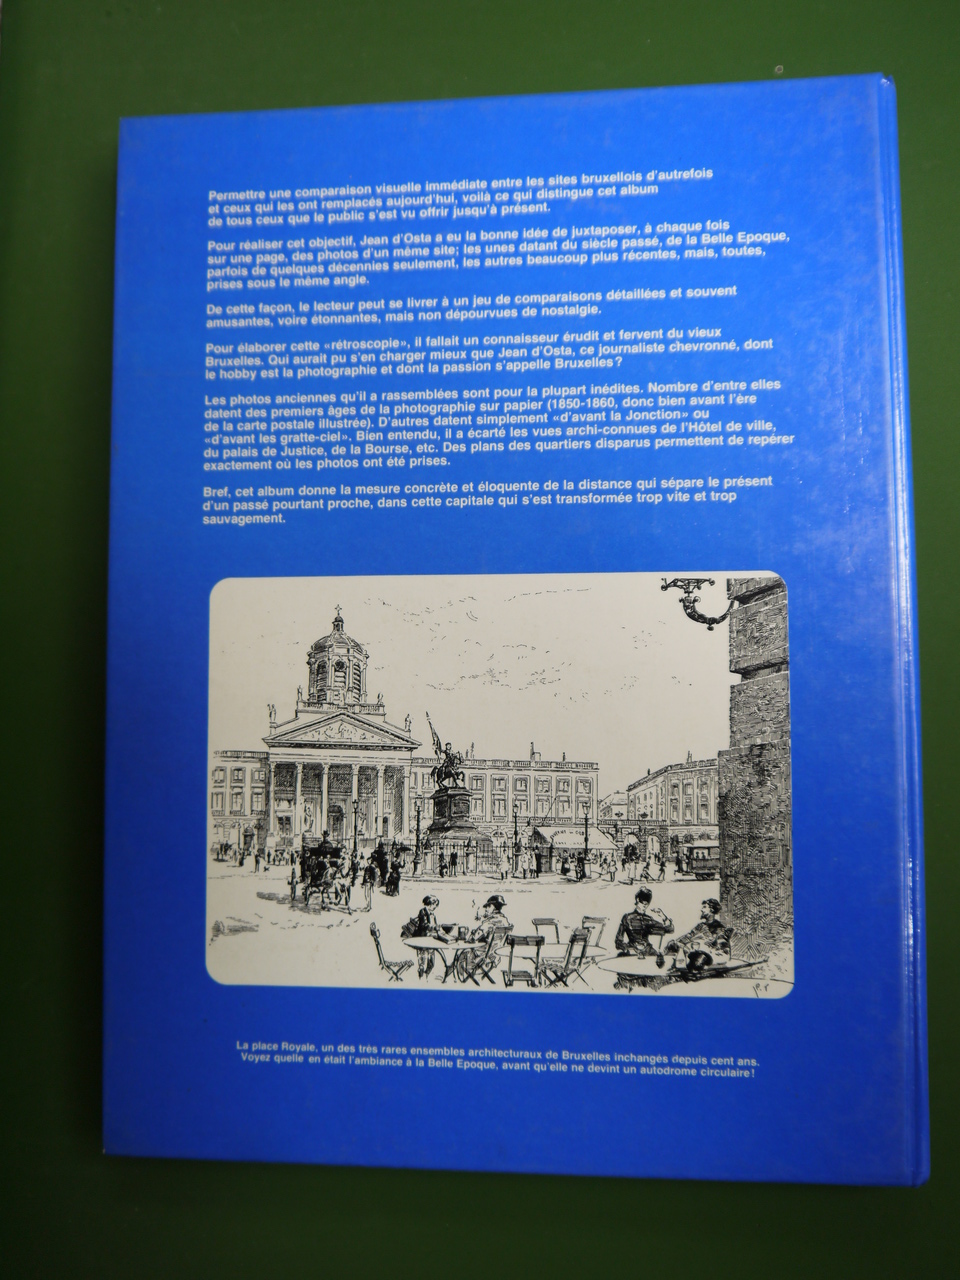 Permettre une comparaison visuelle immédiate entre les sites bruxellois d'autrefois
et ceux qui les ont remplacés aujourd'hui, voilà ce qui distingue cet album
de tous ceux que le public s'est vu offrir jusqu'à présent.
Pour réaliser cet objectif, Jean d'Osta a eu la bonne idée de juxtaposer, à chaque fois
sur une page, des photos d'un même site; les unes datant du siècle passé, de la Belle Epoque,
parfois de quelques décennies seulement, les autres beaucoup plus récentes, mais, toutes,
prises sous le même angle.
De cette façon, le lecteur peut se livrer à un jeu de comparaisons détaillées et souvent
amusantes, voire étonnantes, mais non dépourvues de nostalgie.
Pour élaborer cette «rétroscopie», il fallait un connaisseur érudit et fervent du vieux
Bruxelles. Qui aurait pu s'en charger mieux que Jean d'Osta, ce journaliste chevronné, dont
le hobby est la photographie et dont la passion s'appelle Bruxelles?
Les photos anciennes qu'il a rassemblées sont pour la plupart inédites. Nombre d'entre elles
datent des premiers âges de la photographie sur papier (1850-1860, donc bien avant l'ère
de la carte postale illustrée). D'autres datent simplement «d'avant la Jonction» ou
«d'avant les gratte-ciel». Bien entendu, il a écarté les vues archi-connues de l'Hôtel de ville,
du palais de Justice, de la Bourse, etc. Des plans des quartiers disparus permettent de repérer
exactement où les photos ont été prises.
Bref, cet album donne la mesure concrète et éloquente de la distance qui sépare le présent
d'un passé pourtant proche, dans cette capitale qui s'est transformée trop vite et trop
sauvagement.
La place Royale, un des très rares ensembles architecturaux de Bruxelles inchangés depuis cent ans.
Voyez quelle en était l'ambiance à la Belle Epoque, avant qu'elle ne devint un autodrome circulaire!